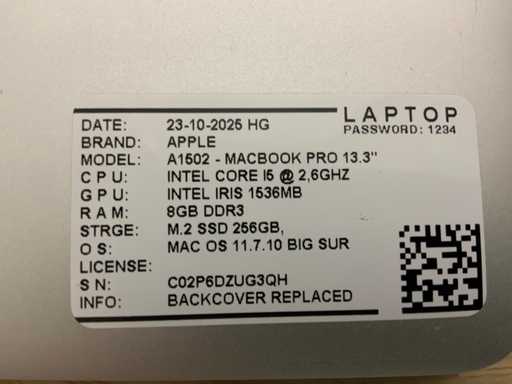 LAPTOP
PASSWORD: 1234
DATE: 23-10-2025 HG
BRAND: APPLE
MODEL: A1502 - MACBOOK PRO 13.3"
CPU: INTEL CORE I5 @ 2,6GHZ
GPU: INTEL IRIS 1536MB
RAM: 8GB DDR3
STRGE: M.2 SSD 256GB,
OS: MAC OS 11.7.10 BIG SUR
LICENSE:
SN: C02P6DZUG3QH
INFO: BACKCOVER REPLACED